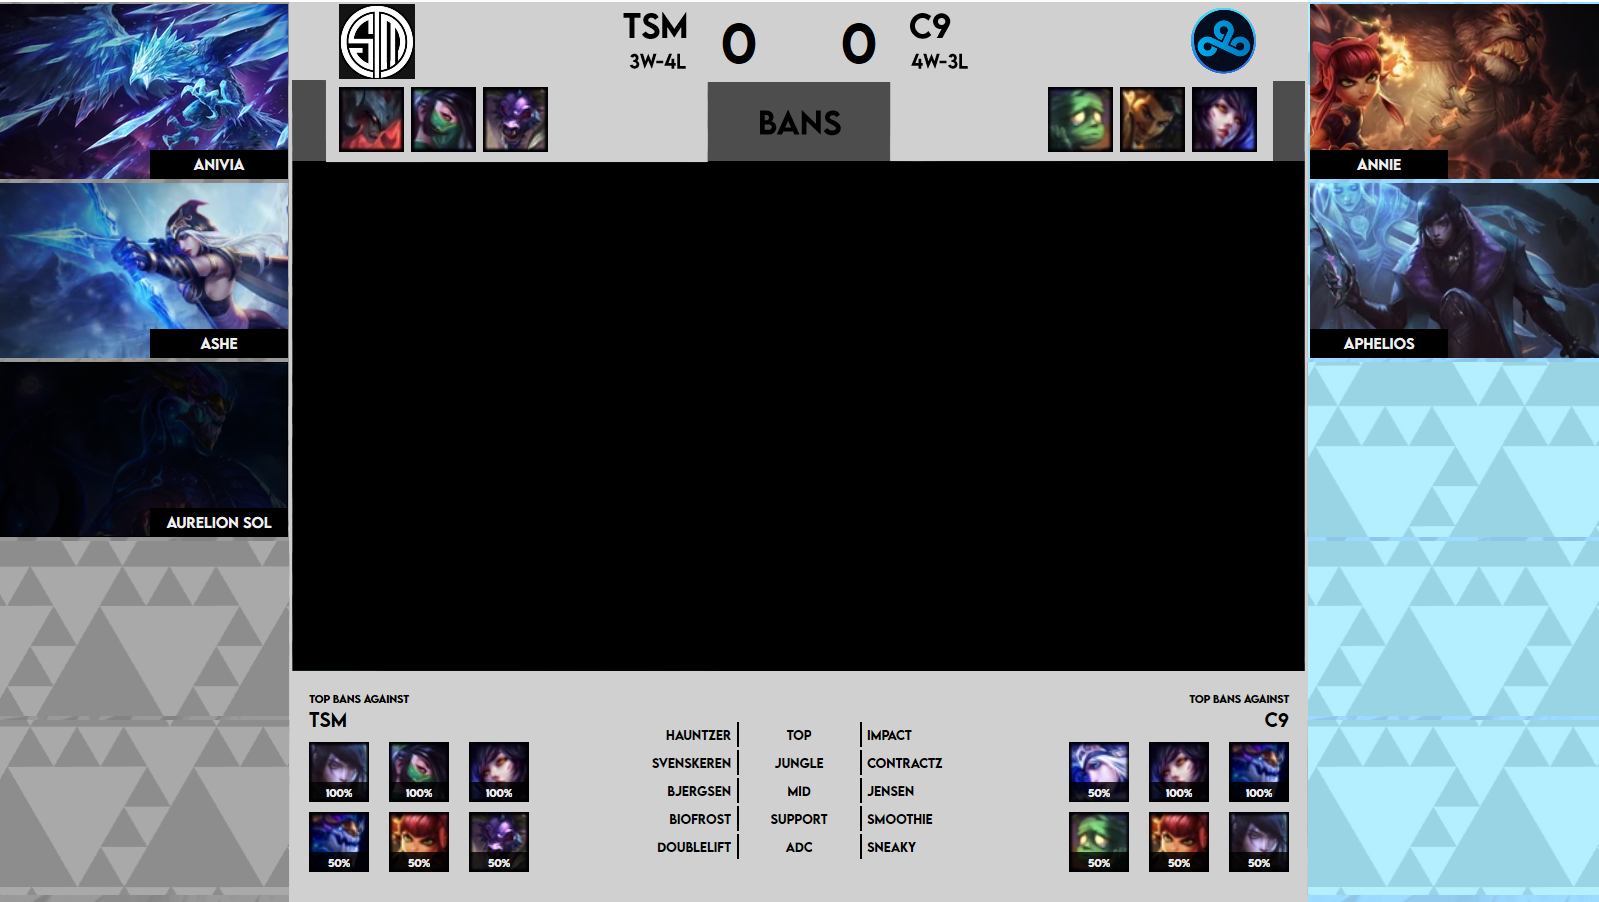 TSM
3W-4L
0
0
C9
4W-3L
BANS
ANIVIA
ASHE
AURELION SOL
ANNIE
APHELIOS
TOP BANS AGAINST
TSM
100% 100% 100%
50% 50% 50%
HAUNTZER TOP IMPACT
SVENSKEREN JUNGLE CONTRACTZ
BJERGSEN MID JENSEN
BIOFROST SUPPORT SMOOTHIE
DOUBLELIFT ADC SNEAKY
TOP BANS AGAINST
C9
50% 100% 100%
50% 50% 50%